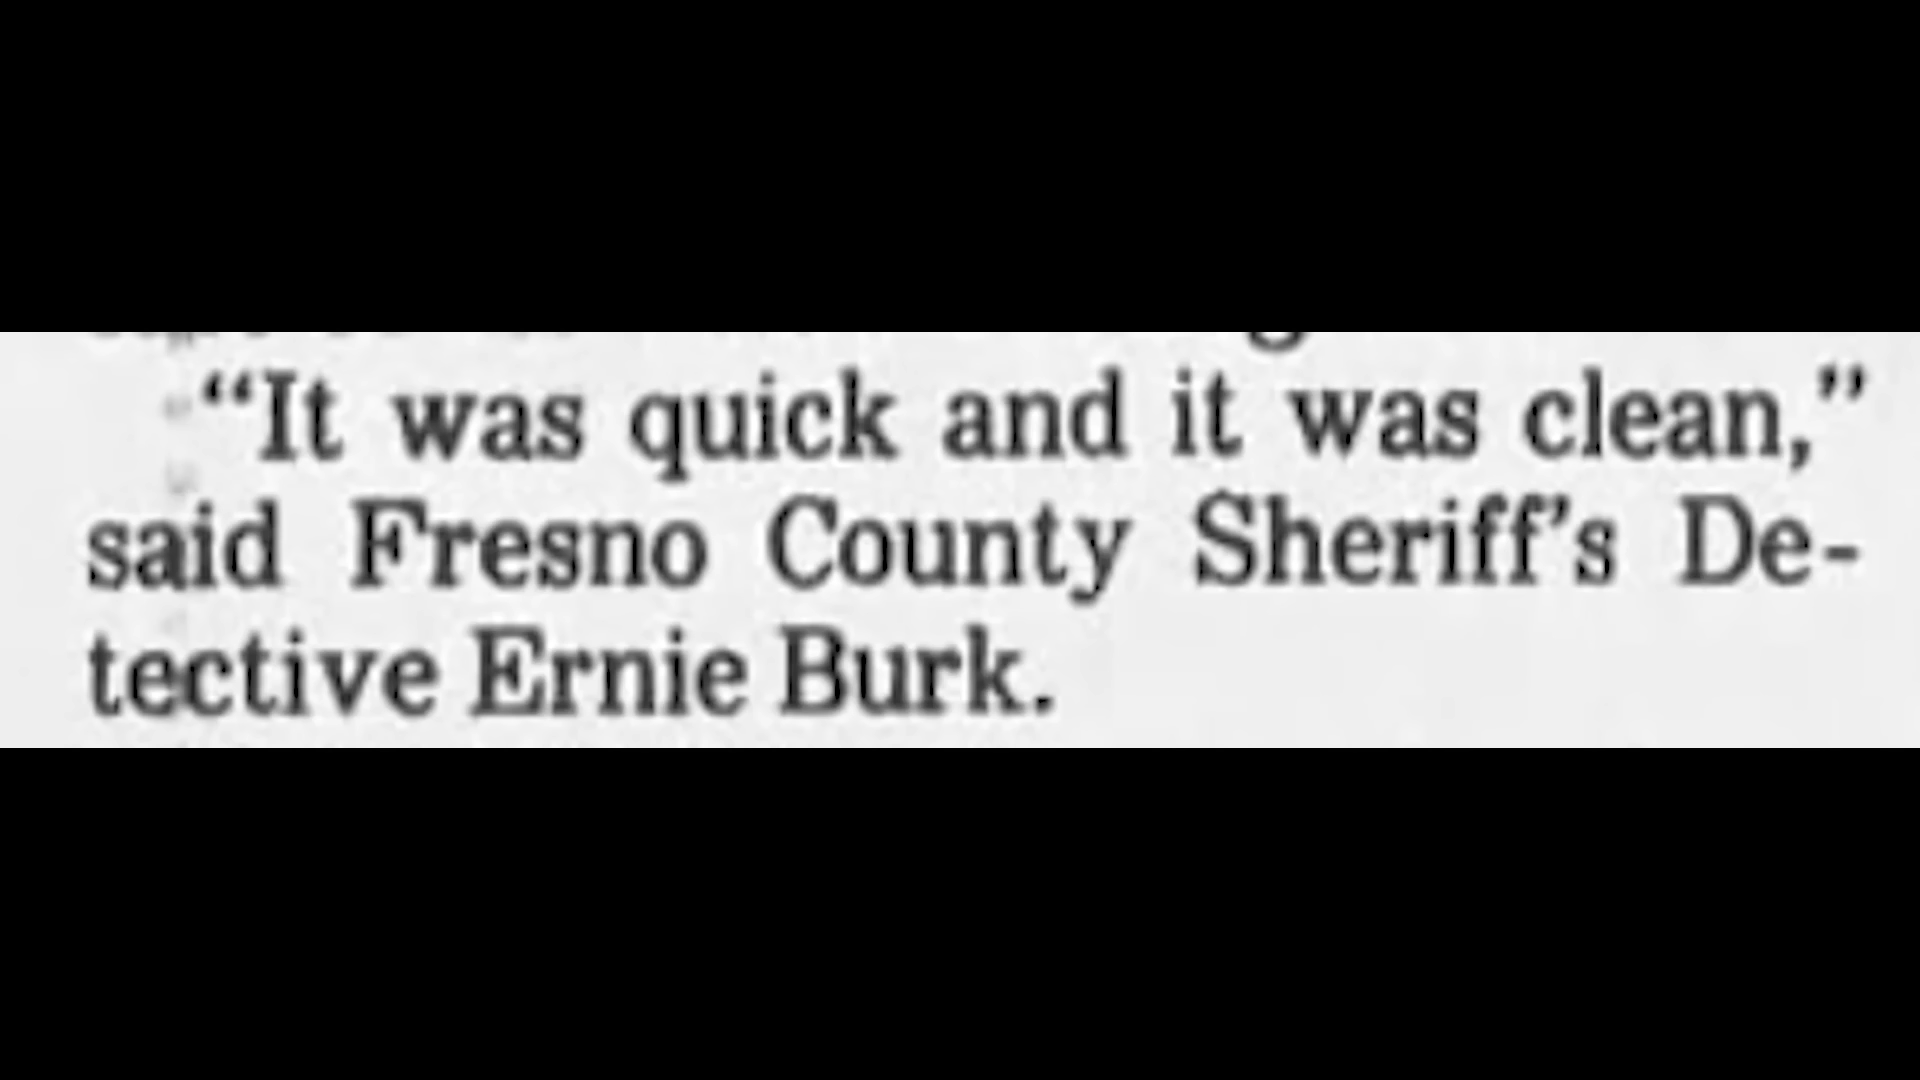 “It was quick and it was clean,”
said Fresno County Sheriff’s De-
tective Ernie Burk.